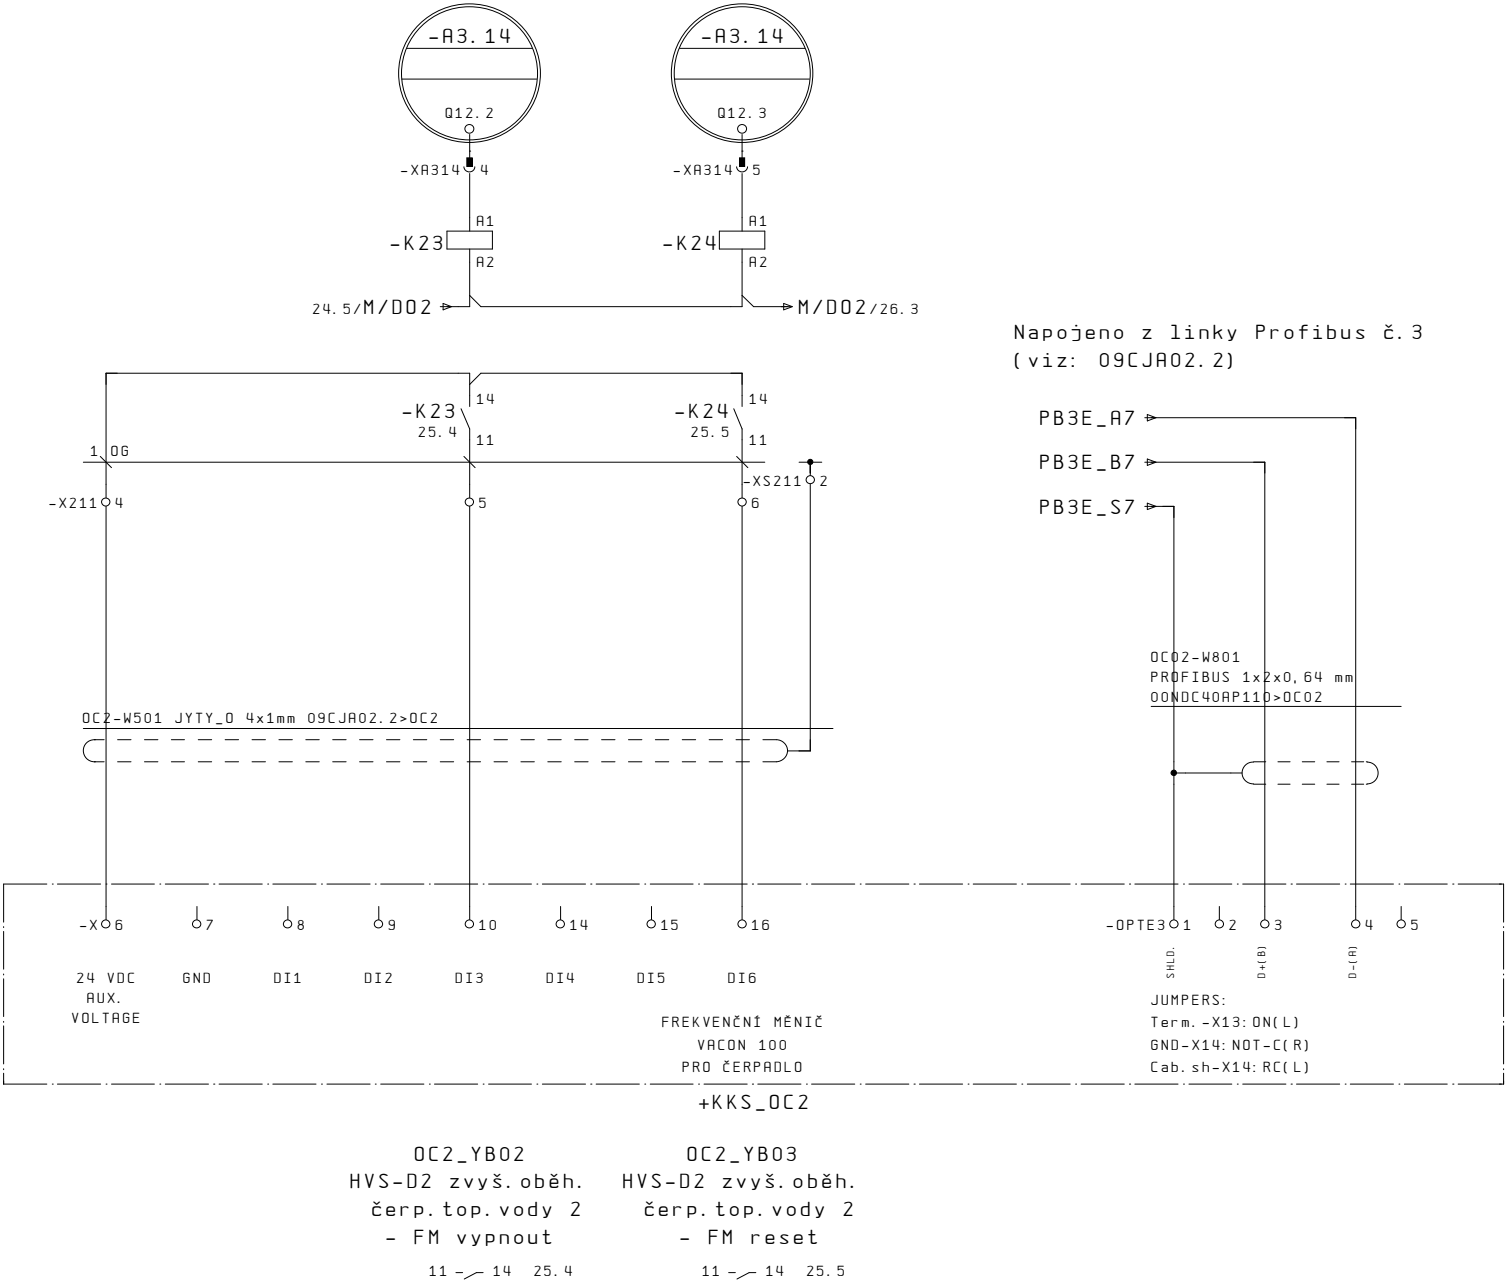 -A3.14
-A3.14
Q12.2
Q12.3
-XA314 4
-XA314 5
A1
A1
-K23
-K24
A2
A2
24.5/M/DO2
M/DO2/26.3
Napojeno z linky Profibus č.3
(viz: 09CJA02.2)
14
14
-K23
-K24
25.4
25.5
11
11
PB3E_A7
PB3E_B7
PB3E_S7
1 OG
-XS211 2
-X211 4
5
6
0C02-W801
PROFIBUS 1x2x0,64 mm
00NDC40AP110>0C02
0C2-W501 JYTY_O 4x1mm 09CJA02.2>0C2
-X 6
7
8
9
10
14
15
16
-OPTE3 1
2
3
4
5
24 VDC
AUX.
VOLTAGE
GND
DI1
DI2
DI3
DI4
DI5
DI6
SHLD.
D+(B)
D-(A)
FREKVENČNÍ MĚNIČ
VACON 100
PRO ČERPADLO
JUMPERS:
Term.-X13:ON(L)
GND-X14:NOT-C(R)
Cab.sh-X14:RC(L)
+KKS_0C2
0C2_YB02
HVS-D2 zvyš.oběh.
čerp.top.vody 2
- FM vypnout
11 14 25.4
0C2_YB03
HVS-D2 zvyš.oběh.
čerp.top.vody 2
- FM reset
11 14 25.5